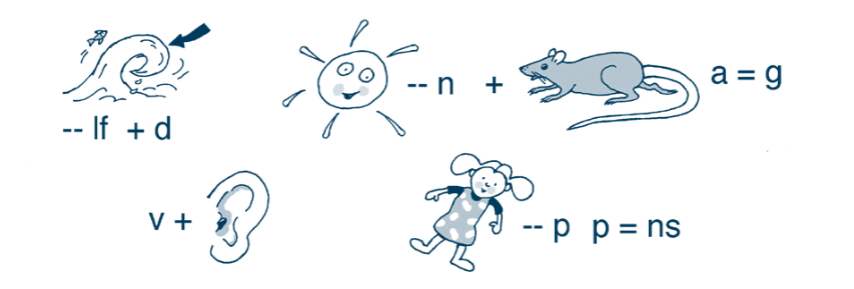 -- n + a = g
-- lf + d
v + -- p p = ns